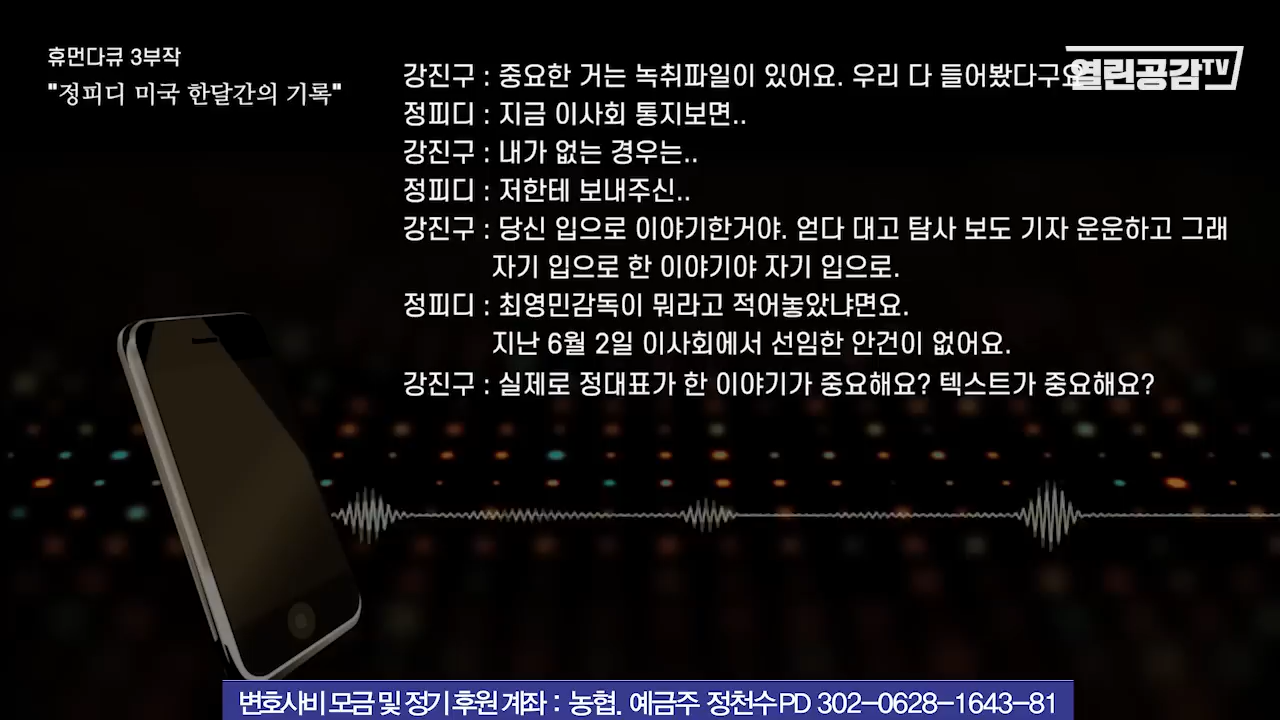 휴먼다큐 3부작
"정피디 미국 한달간의 기록"
열린공감TV
강진구 : 중요한 거는 녹취파일이 있어요. 우리 다 들어봤다구요
정피디 : 지금 이사회 통지보면..
강진구 : 내가 없는 경우는..
정피디 : 저한테 보내주신..
강진구 : 당신 입으로 이야기한거야. 얻다 대고 탐사 보도 기자 운운하고 그래
자기 입으로 한 이야기야 자기 입으로.
정피디 : 최영민감독이 뭐라고 적어놓았냐면요.
지난 6월 2일 이사회에서 선임한 안건이 없어요.
강진구 : 실제로 정대표가 한 이야기가 중요해요? 텍스트가 중요해요?
변호사비 모금 및 정기 후원 계좌 : 농협. 예금주 정천수PD 302-0628-1643-81